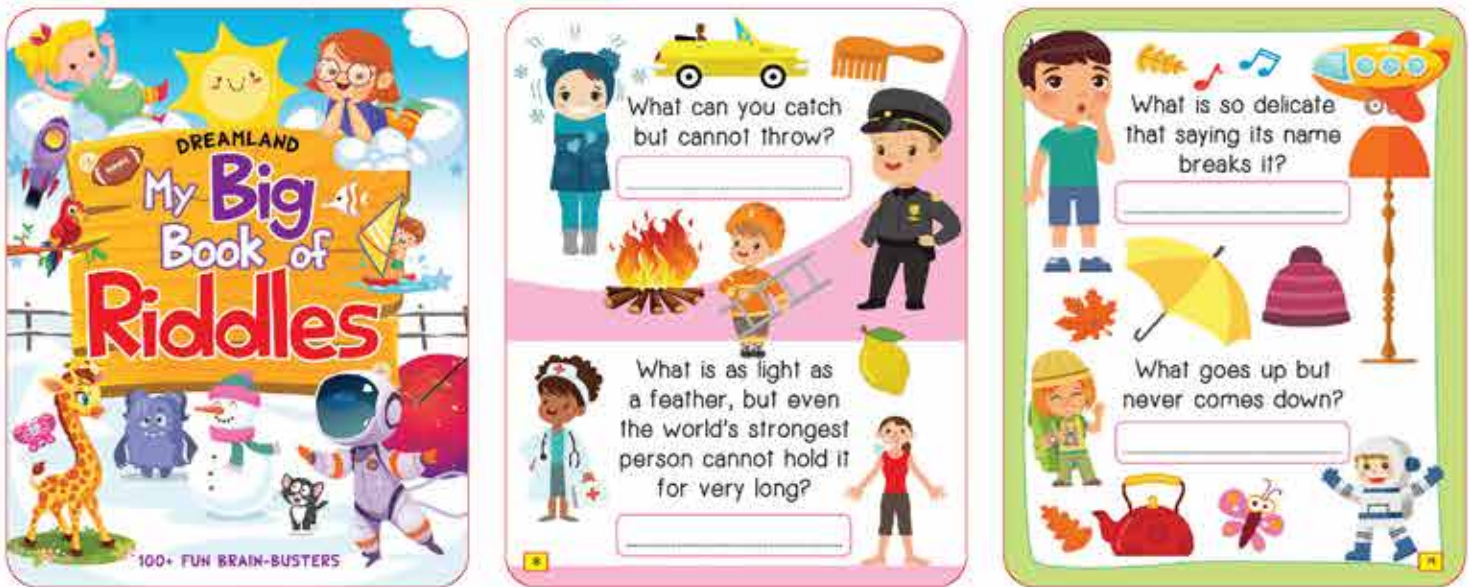 DREAMLAND
My Big
Book of
Riddles
100+ FUN BRAIN-BUSTERS
What can you catch
but cannot throw?
What is as light as
a feather, but even
the world's strongest
person cannot hold it
for very long?
What is so delicate
that saying its name
breaks it?
What goes up but
never comes down?